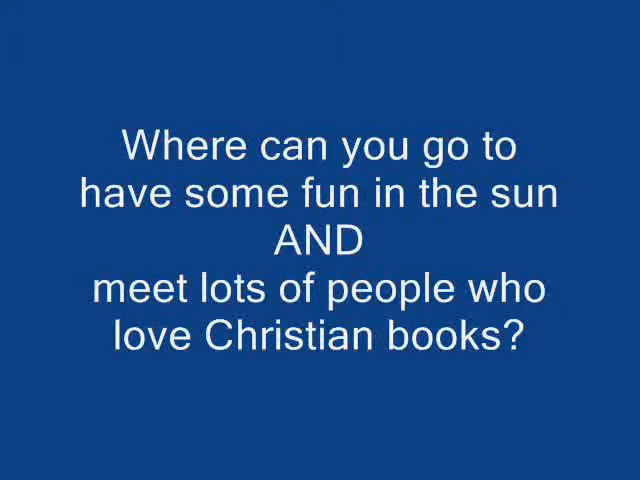 Where can you go to
have some fun in the sun
AND
meet lots of people who
love Christian books?